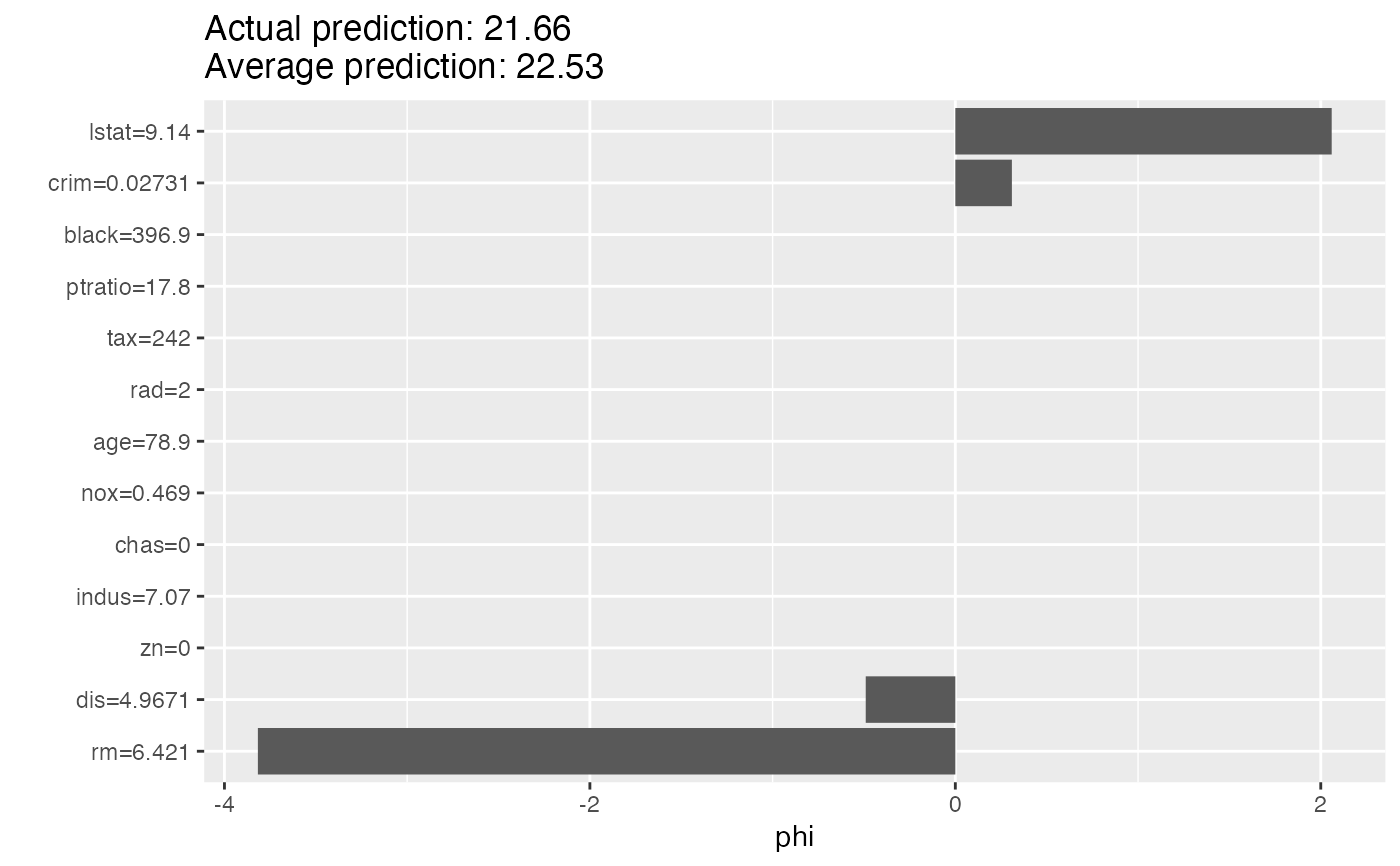 Actual prediction: 21.66
Average prediction: 22.53
lstat=9.14
crim=0.02731
black=396.9
ptratio=17.8
tax=242
rad=2
age=78.9
nox=0.469
chas=0
indus=7.07
zn=0
dis=4.9671
rm=6.421
-4 -2 0 2
phi